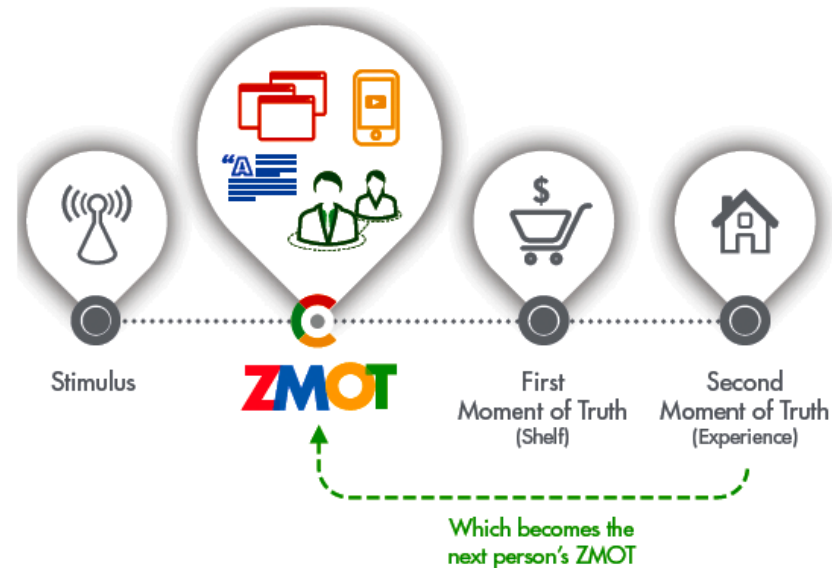 “A
$
Stimulus
ZMOT
First
Moment of Truth
(Shelf)
Second
Moment of Truth
(Experience)
Which becomes the
next person's ZMOT